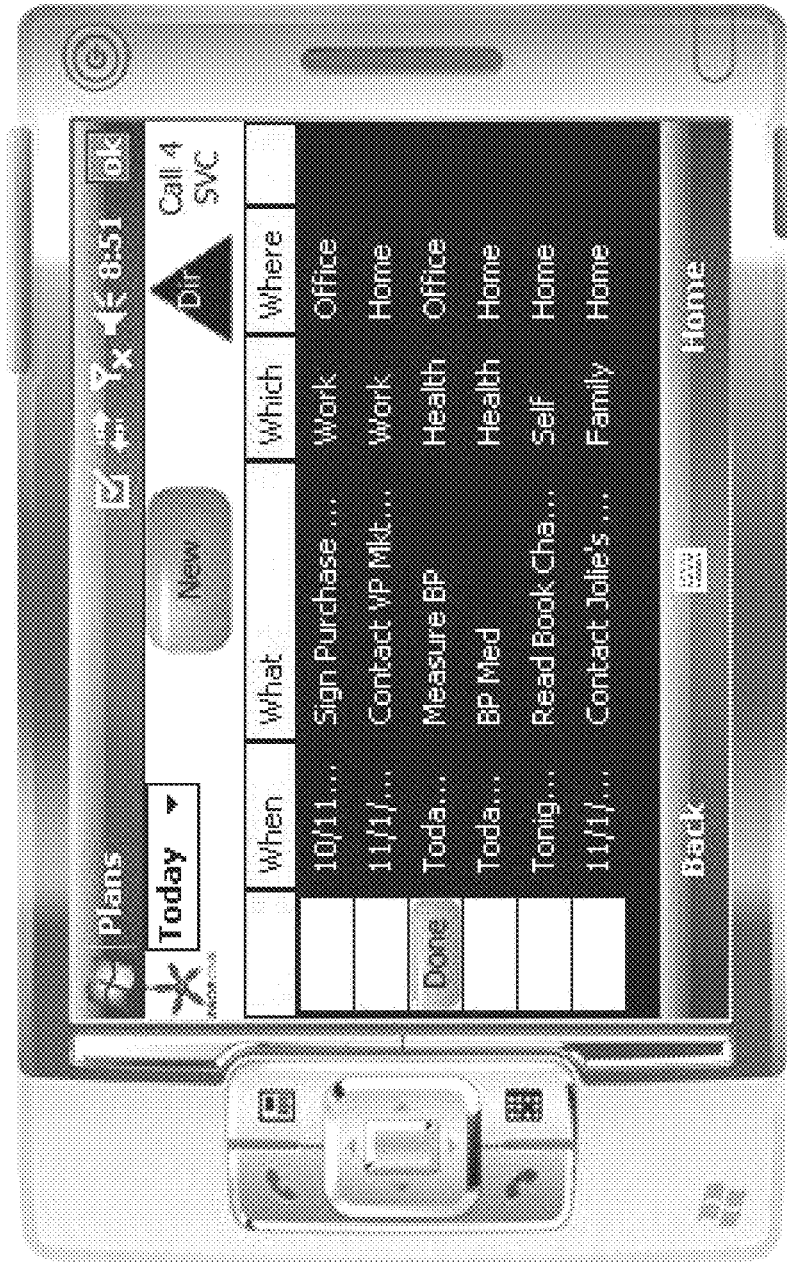 Plans 8:51 ok
Today ▼ New Dir Call 4 SVC
When What Which Where
10/11... Sign Purchase ... Work Office
11/1/... Contact VP Mkt... Work Home
Done Toda... Measure BP Health Office
Toda... BP Med Health Home
Tonig... Read Book Cha... Self Home
11/1/... Contact Jolie's ... Family Home
Back Home